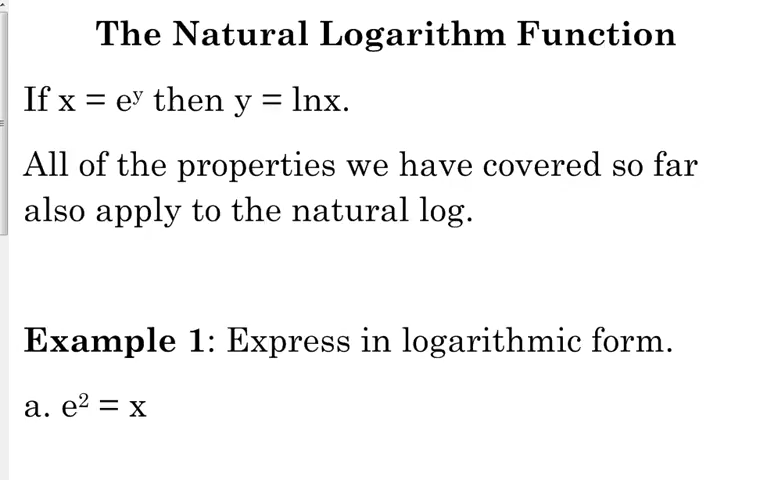 The Natural Logarithm Function
If x = eʸ then y = lnx.
All of the properties we have covered so far
also apply to the natural log.
Example 1: Express in logarithmic form.
a. e² = x